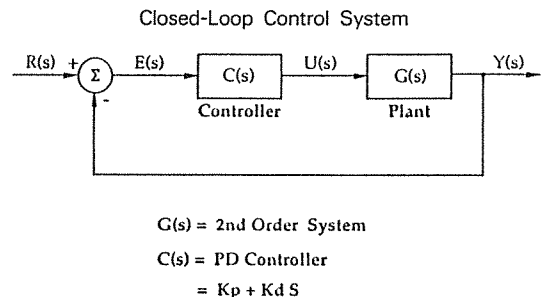 Closed-Loop Control System
R(s) + Σ E(s) C(s) U(s) G(s) Y(s)
-
Controller Plant
G(s) = 2nd Order System
C(s) = PD Controller
= Kp + Kd S